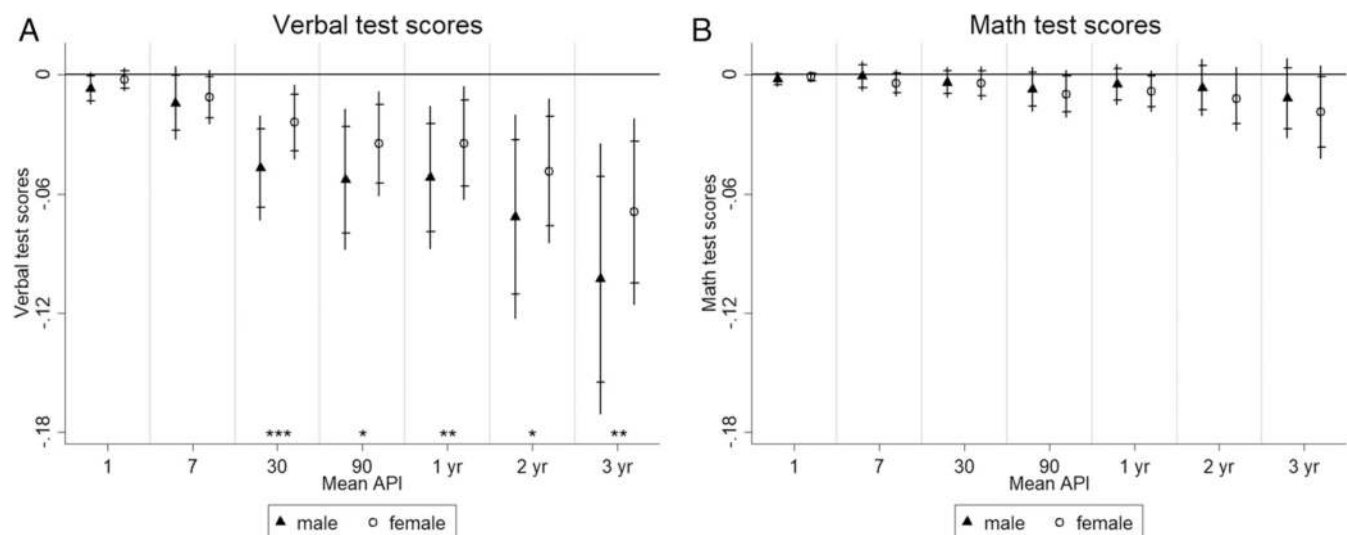 A
Verbal test scores
Verbal test scores
0
-.06
-.12
-.18
*** * ** * **
1 7 30 90 1 yr 2 yr 3 yr
Mean API
male female
B
Math test scores
Math test scores
0
-.06
-.12
-.18
1 7 30 90 1 yr 2 yr 3 yr
Mean API
male female